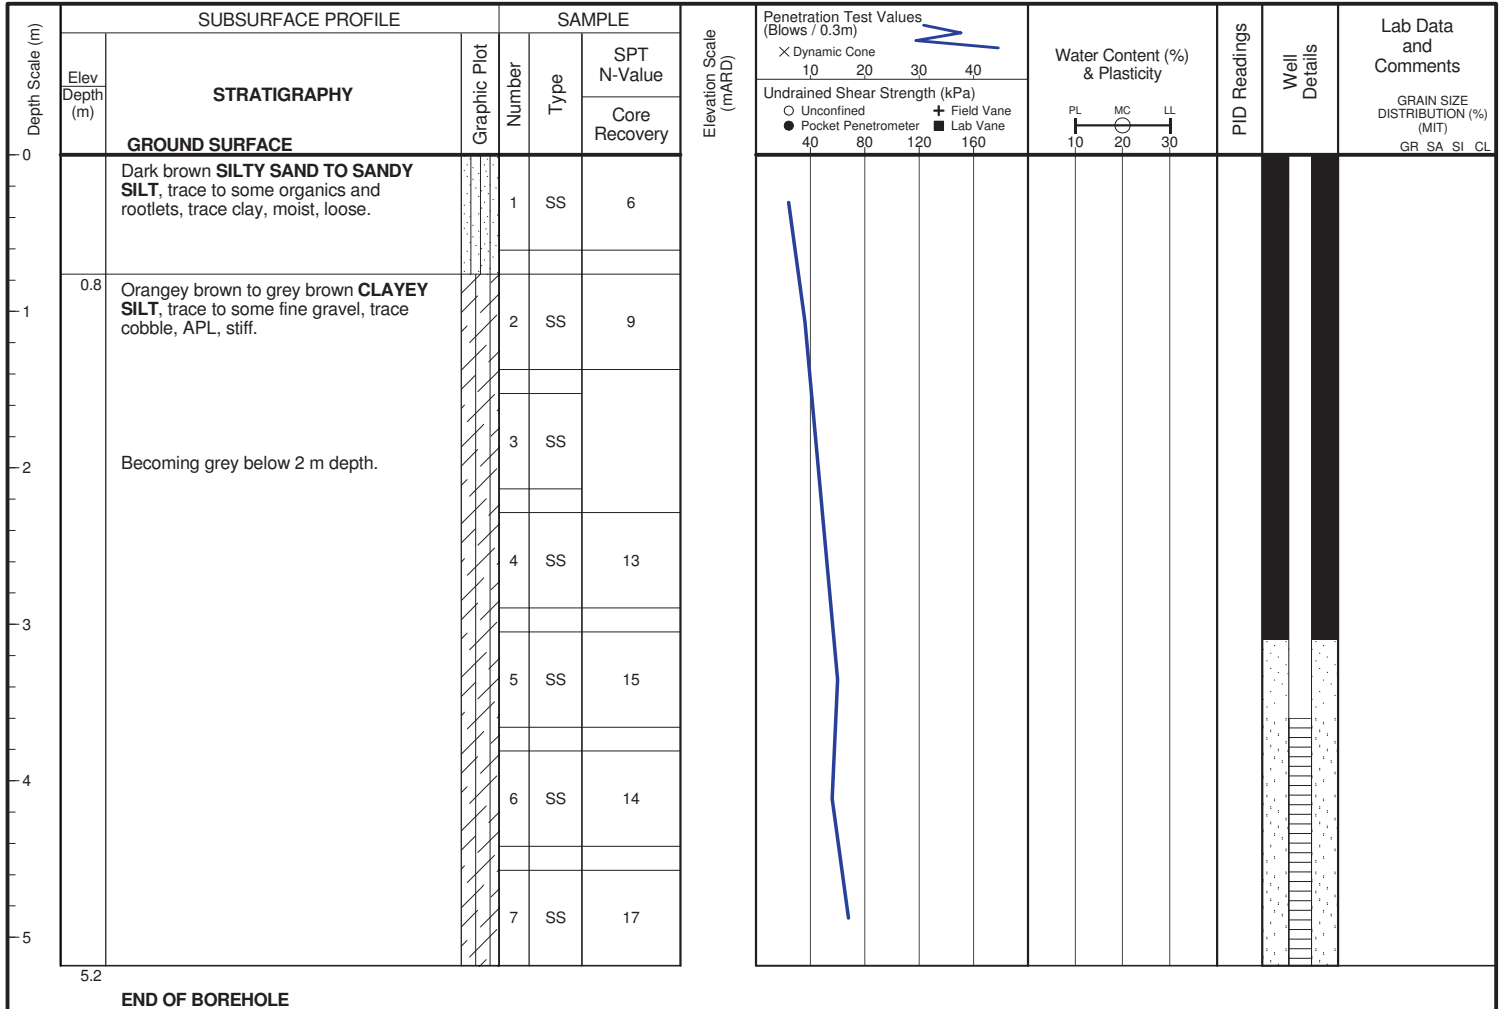 Depth Scale (m)
SUBSURFACE PROFILE
SAMPLE
Elev
Depth
(m)
STRATIGRAPHY
GROUND SURFACE
Graphic Plot
Number
Type
SPT
N-Value
Core
Recovery
Elevation Scale
(mARD)
Penetration Test Values
(Blows / 0.3m)
× Dynamic Cone
10 20 30 40
Undrained Shear Strength (kPa)
Unconfined + Field Vane
Pocket Penetrometer Lab Vane
40 80 120 160
Water Content (%)
& Plasticity
PL MC LL
10 20 30
PID Readings
Well
Details
Lab Data
and
Comments
GRAIN SIZE
DISTRIBUTION (%)
(MIT)
GR SA SI CL
0
Dark brown SILTY SAND TO SANDY
SILT, trace to some organics and
rootlets, trace clay, moist, loose.
1 SS 6
0.8
Orangey brown to grey brown CLAYEY
SILT, trace to some fine gravel, trace
cobble, APL, stiff.
1
2 SS 9
3 SS
Becoming grey below 2 m depth.
2
4 SS 13
3
5 SS 15
4
6 SS 14
7 SS 17
5
5.2
END OF BOREHOLE